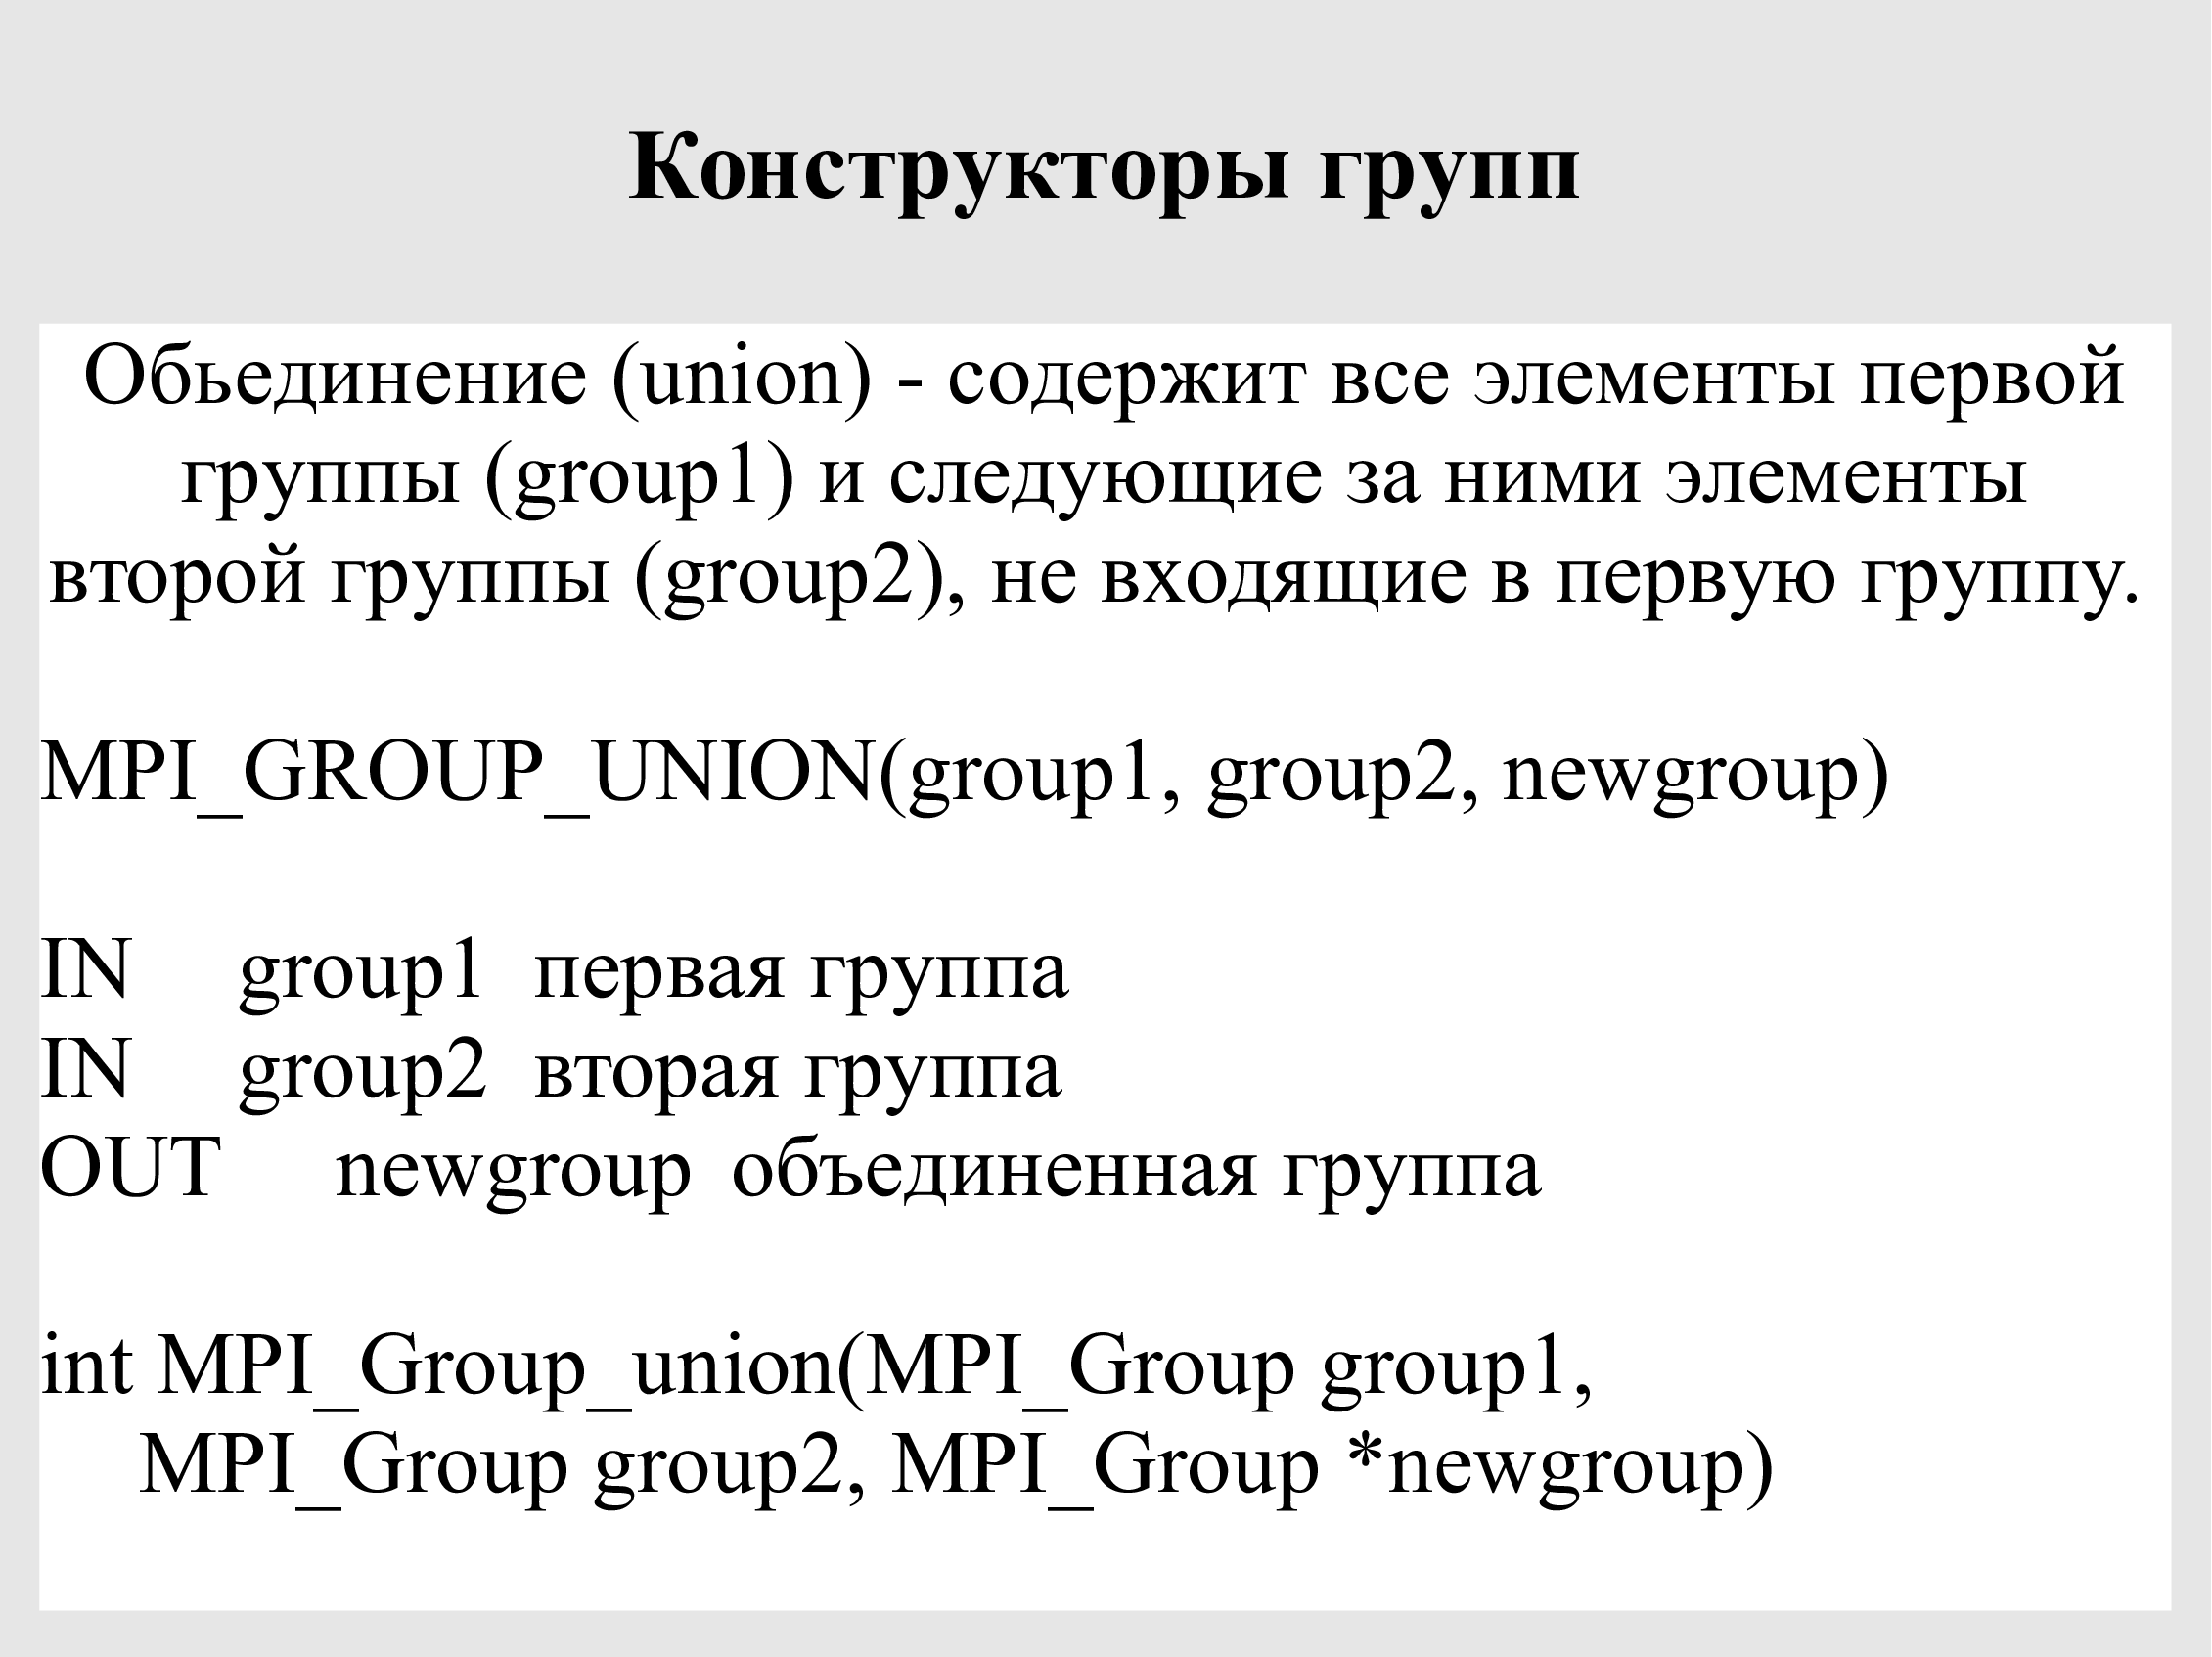 Конструкторы групп
Обьединение (union) - содержит все элементы первой
группы (group1) и следующие за ними элементы
второй группы (group2), не входящие в первую группу.
MPI_GROUP_UNION(group1, group2, newgroup)
IN group1 первая группа
IN group2 вторая группа
OUT newgroup объединенная группа
int MPI_Group_union(MPI_Group group1,
MPI_Group group2, MPI_Group *newgroup)